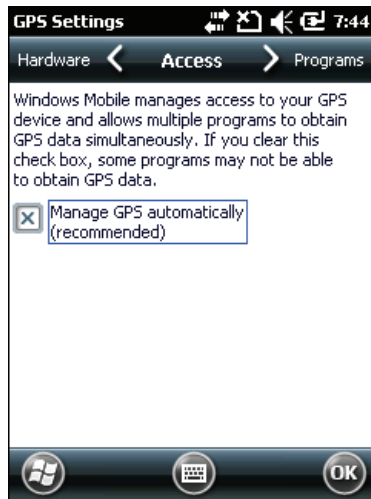 GPS Settings 7:44
Hardware Access Programs
Windows Mobile manages access to your GPS
device and allows multiple programs to obtain
GPS data simultaneously. If you clear this
check box, some programs may not be able
to obtain GPS data.
Manage GPS automatically
(recommended)
OK